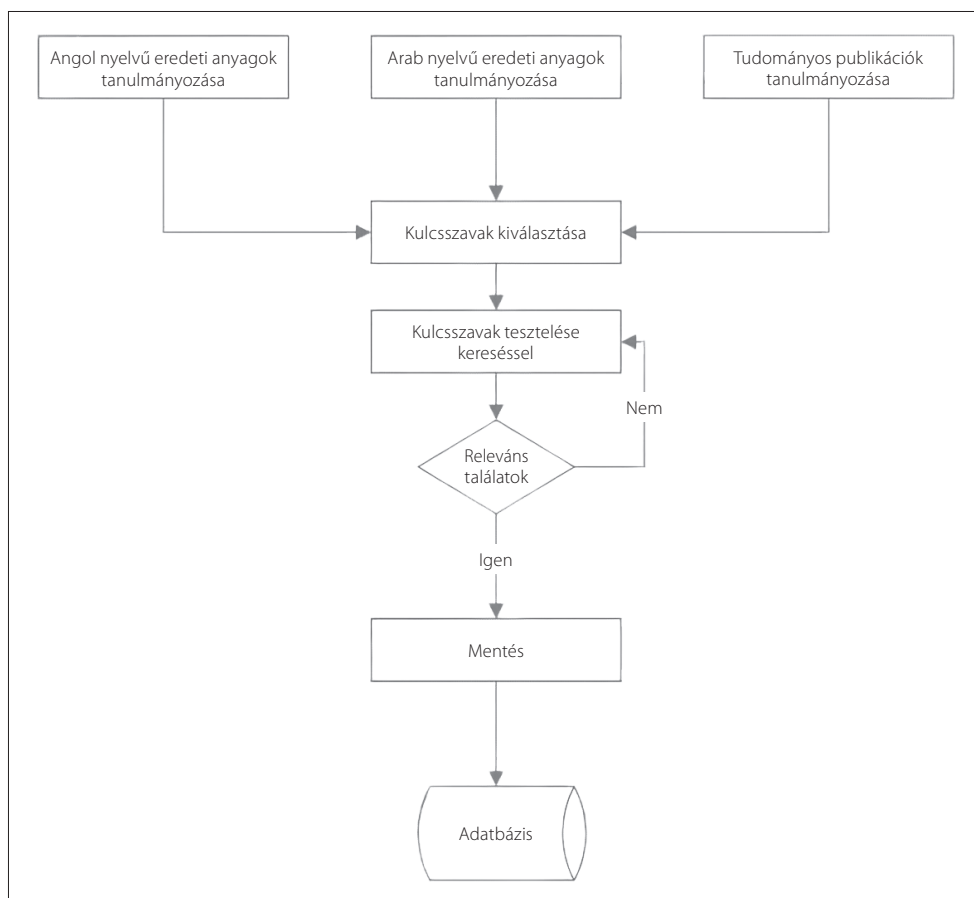 Angol nyelvű eredeti anyagok
tanulmányozása
Arab nyelvű eredeti anyagok
tanulmányozása
Tudományos publikációk
tanulmányozása
Kulcsszavak kiválasztása
Kulcsszavak tesztelése
kereséssel
Nem
Releváns
találatok
Igen
Mentés
Adatbázis